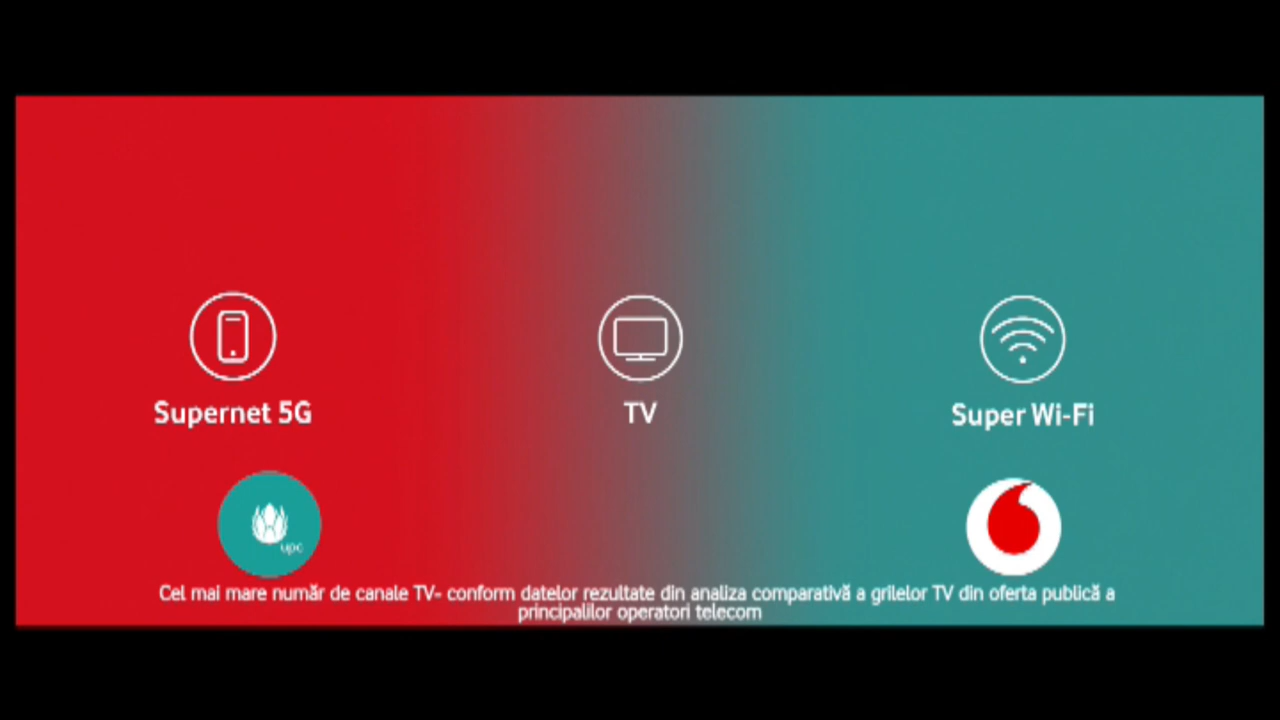 Supernet 5G
TV
Super Wi-Fi
upc
Cel mai mare număr de canale TV- conform datelor rezultate din analiza comparativă a grilelor TV din oferta publică a
principalilor operatori telecom